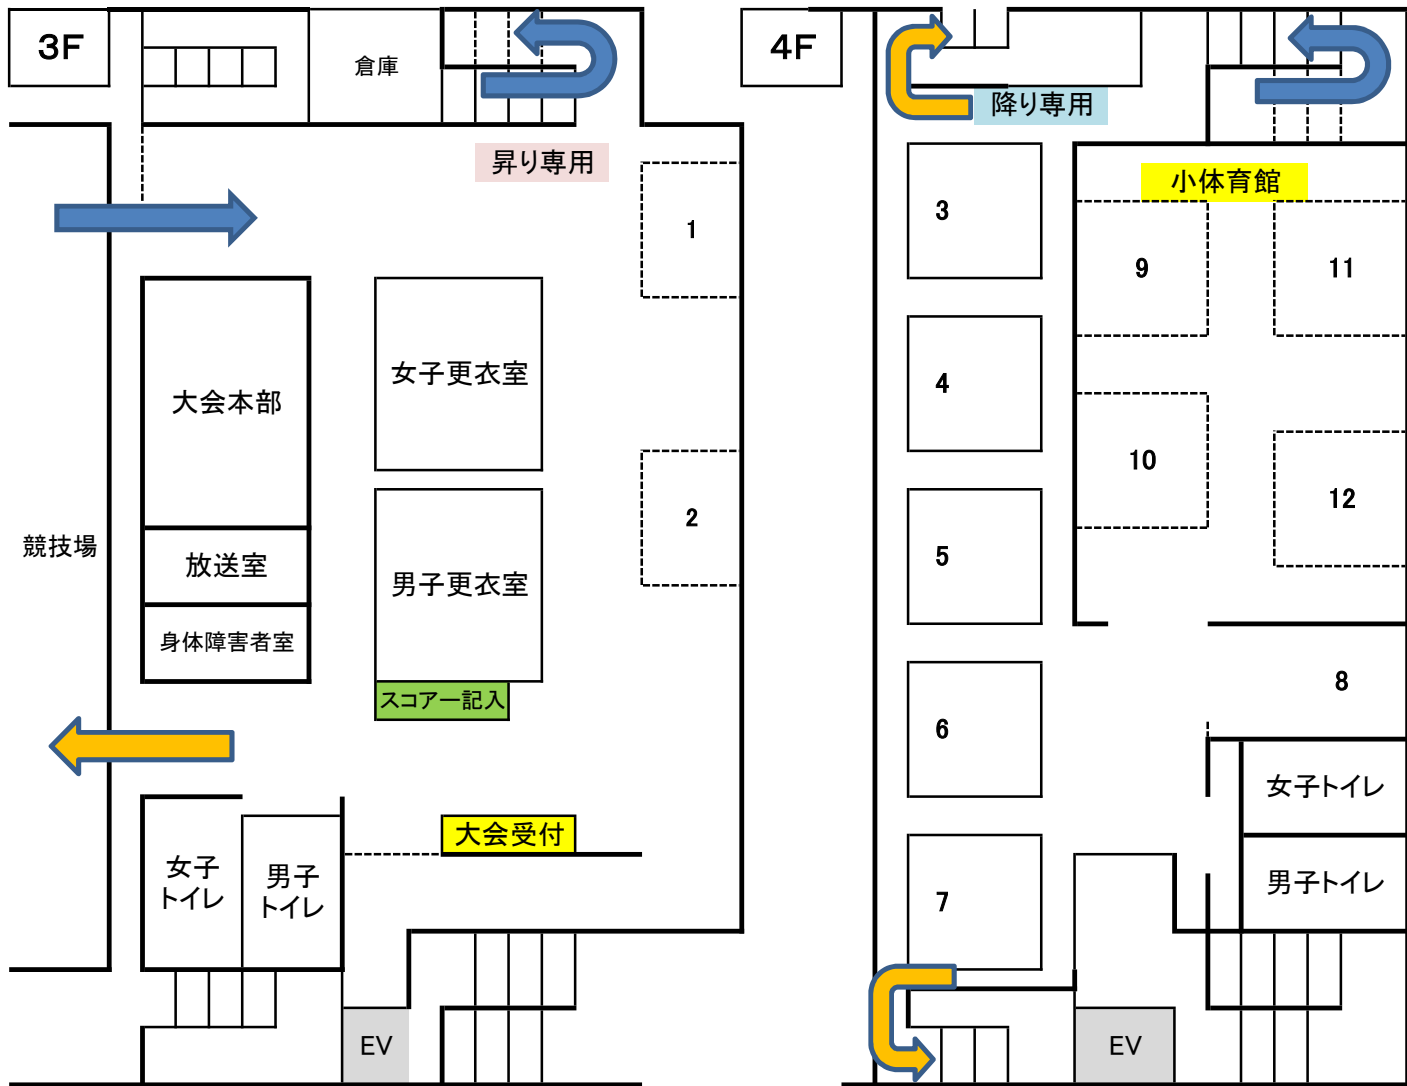 3F
倉庫
昇り専用
1
女子更衣室
大会本部
2
競技場
放送室
男子更衣室
身体障害者室
スコアー記入
大会受付
女子
トイレ
男子
トイレ
EV
4F
降り専用
小体育館
3
9
11
4
10
12
5
8
6
女子トイレ
男子トイレ
7
EV